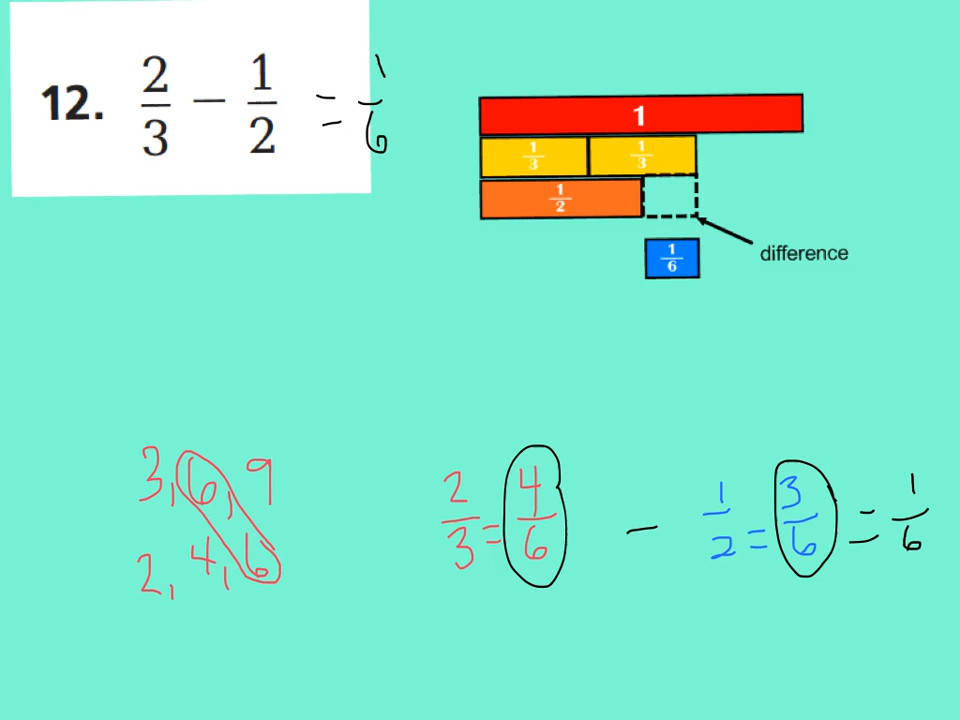 12. 2/3 − 1/2 = 1/6
1
1/3 1/3
1/2
difference
1/6
3, 6, 9
2, 4, 6
2/3 = 4/6 − 1/2 = 3/6 = 1/6